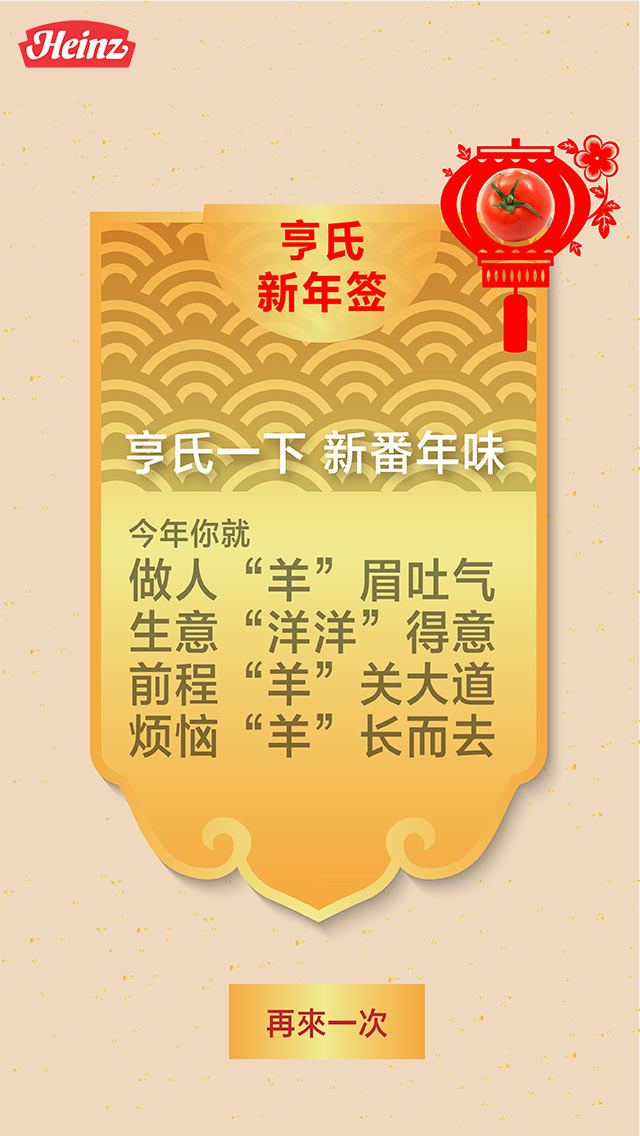 Heinz
亨氏
新年签
亨氏一下 新番年味
今年你就
做人“羊”眉吐气
生意“洋洋”得意
前程“羊”关大道
烦恼“羊”长而去
再來一次